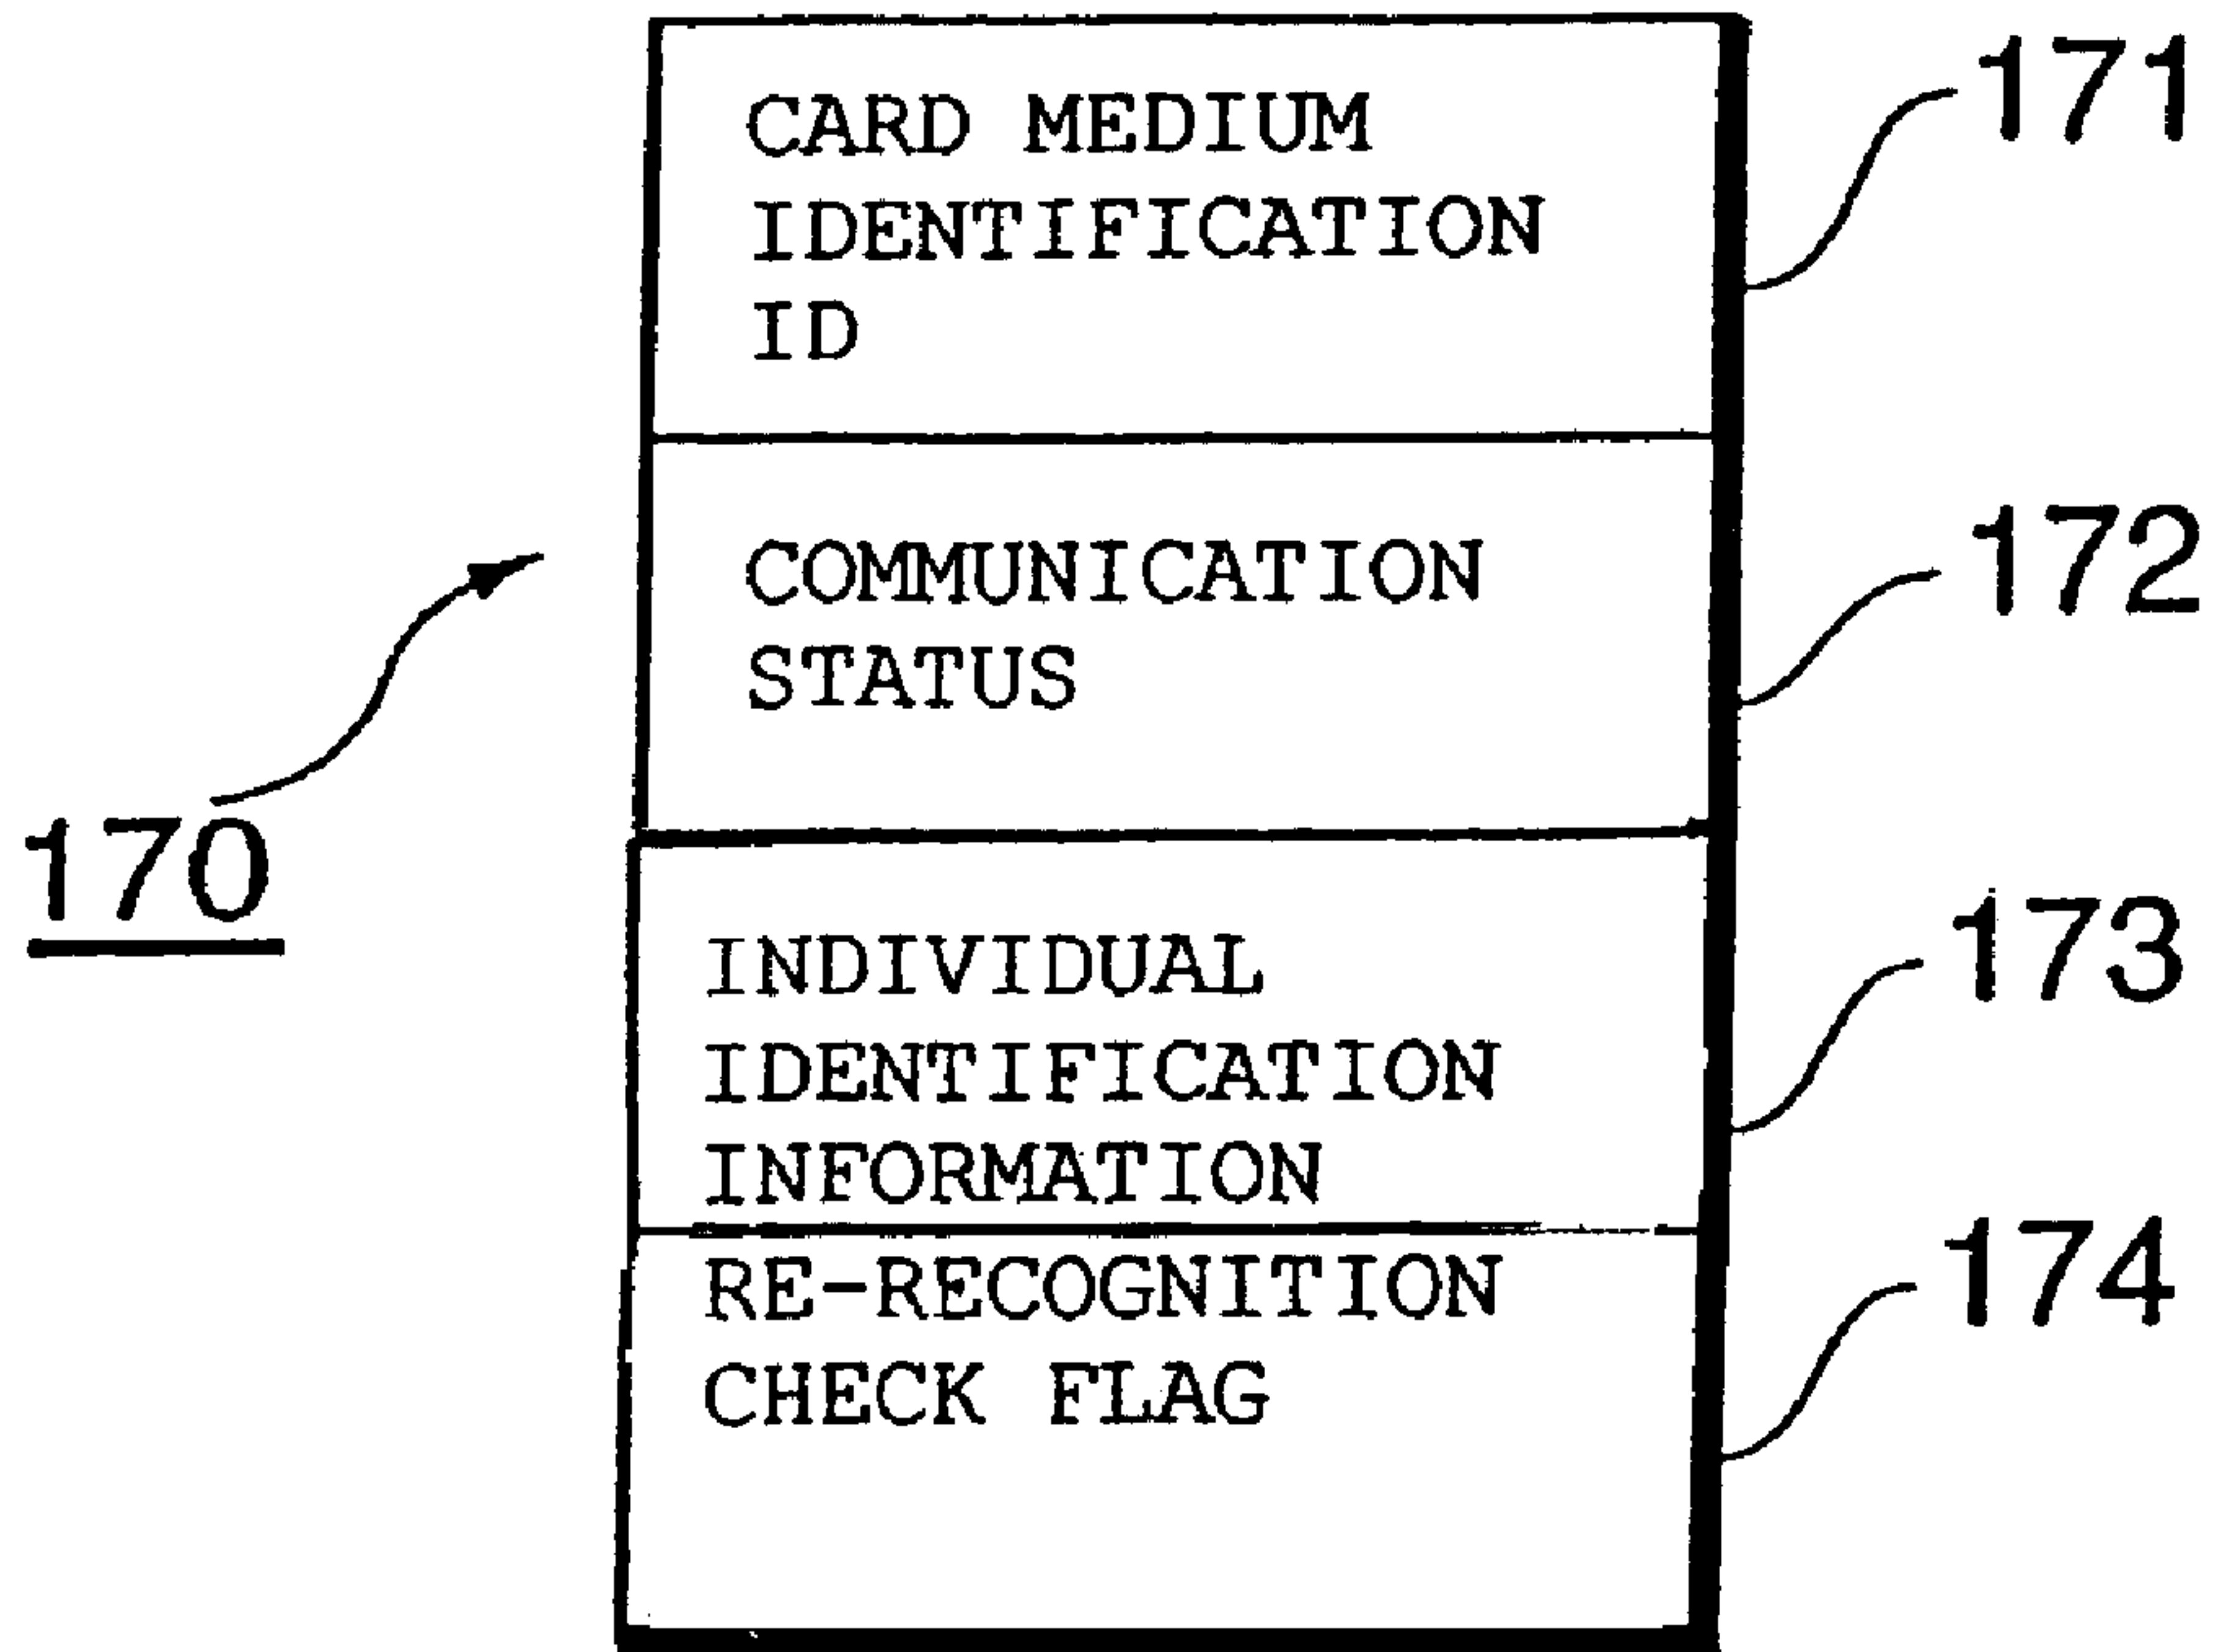 CARD MEDIUM
IDENTIFICATION
ID
171
COMMUNICATION
STATUS
172
170
INDIVIDUAL
IDENTIFICATION
INFORMATION
173
RE-RECOGNITION
CHECK FLAG
174